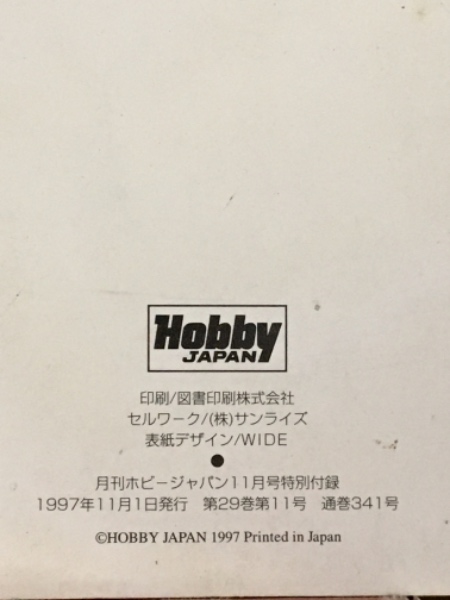 Hobby
JAPAN
印刷/図書印刷株式会社
セルワーク/(株)サンライズ
表紙デザイン/WIDE
●
月刊ホビージャパン11月号特別付録
1997年11月1日発行　第29巻第11号　通巻341号
©HOBBY JAPAN 1997 Printed in Japan